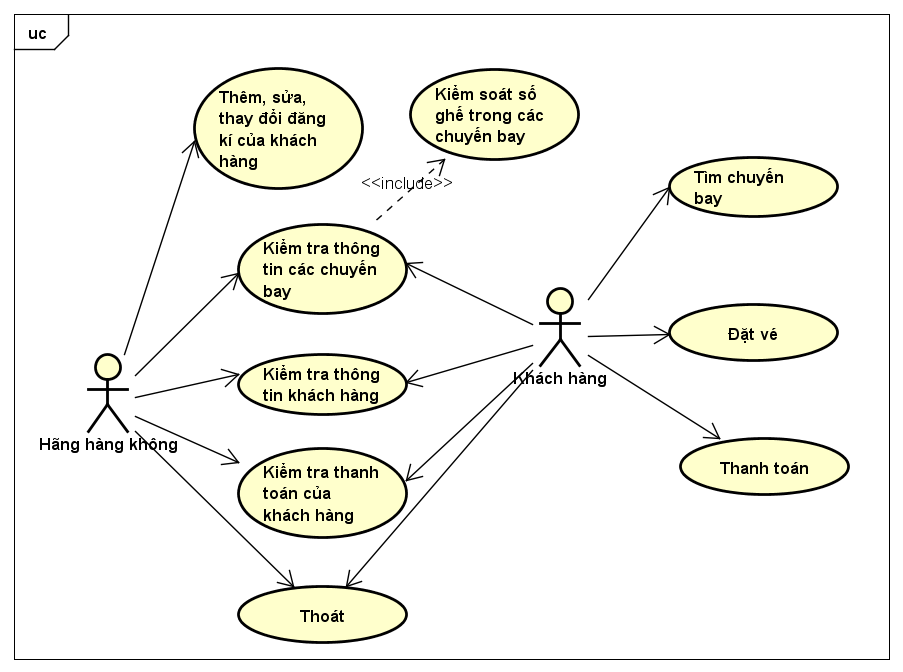 uc
Thêm, sửa,
thay đổi đăng
kí của khách
hàng
Kiểm soát số
ghế trong các
chuyến bay
<<include>>
Tìm chuyến
bay
Kiểm tra thông
tin các chuyến
bay
Đặt vé
Khách hàng
Kiểm tra thông
tin khách hàng
Hãng hàng không
Kiểm tra thanh
toán của
khách hàng
Thanh toán
Thoát